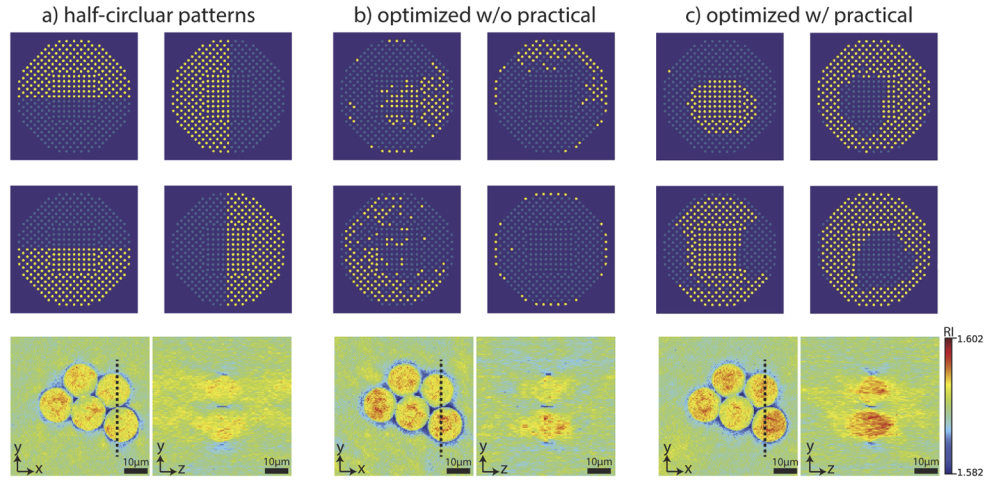 a) half-circluar patterns
b) optimized w/o practical
c) optimized w/ practical
RI
1.602
y
x
10μm
y
z
10μm
y
x
10μm
y
z
10μm
y
x
10μm
y
z
10μm
1.582